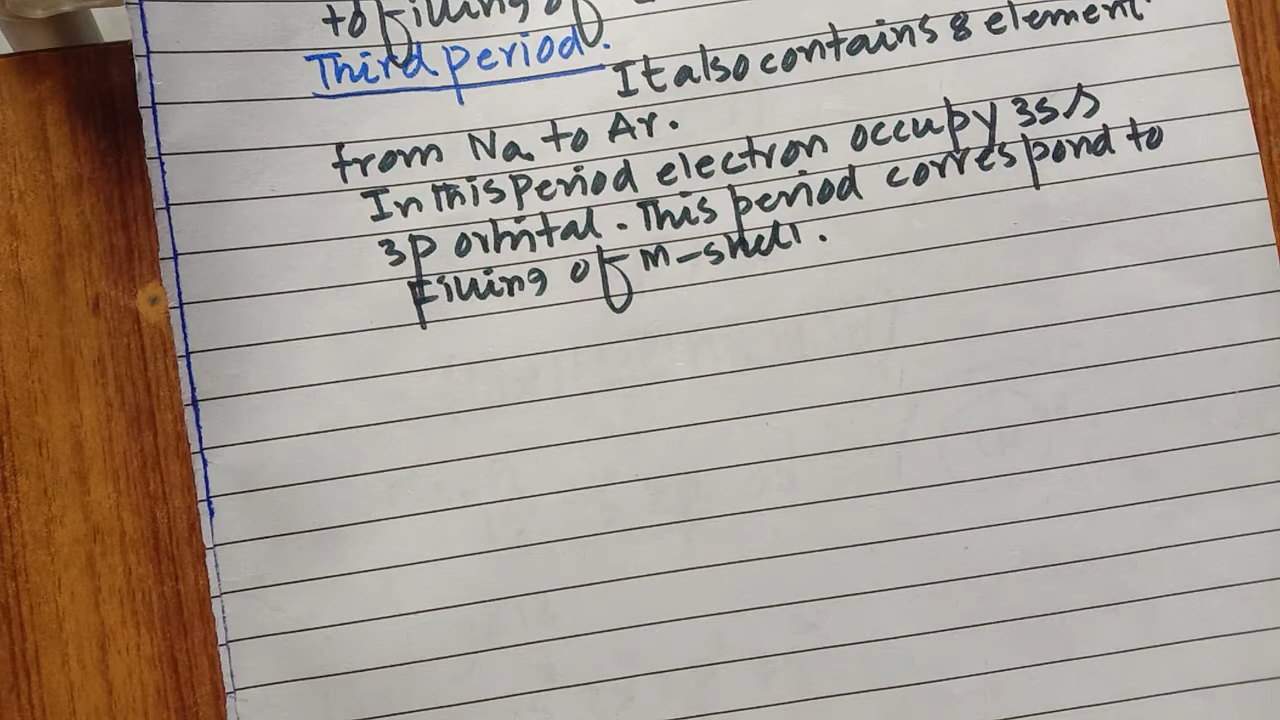 to filling of
Third period. It also contains 8 element
from Na to Ar.
In this period electron occupy 3s &
3p orbital. This period correspond to
filling of M-shell.